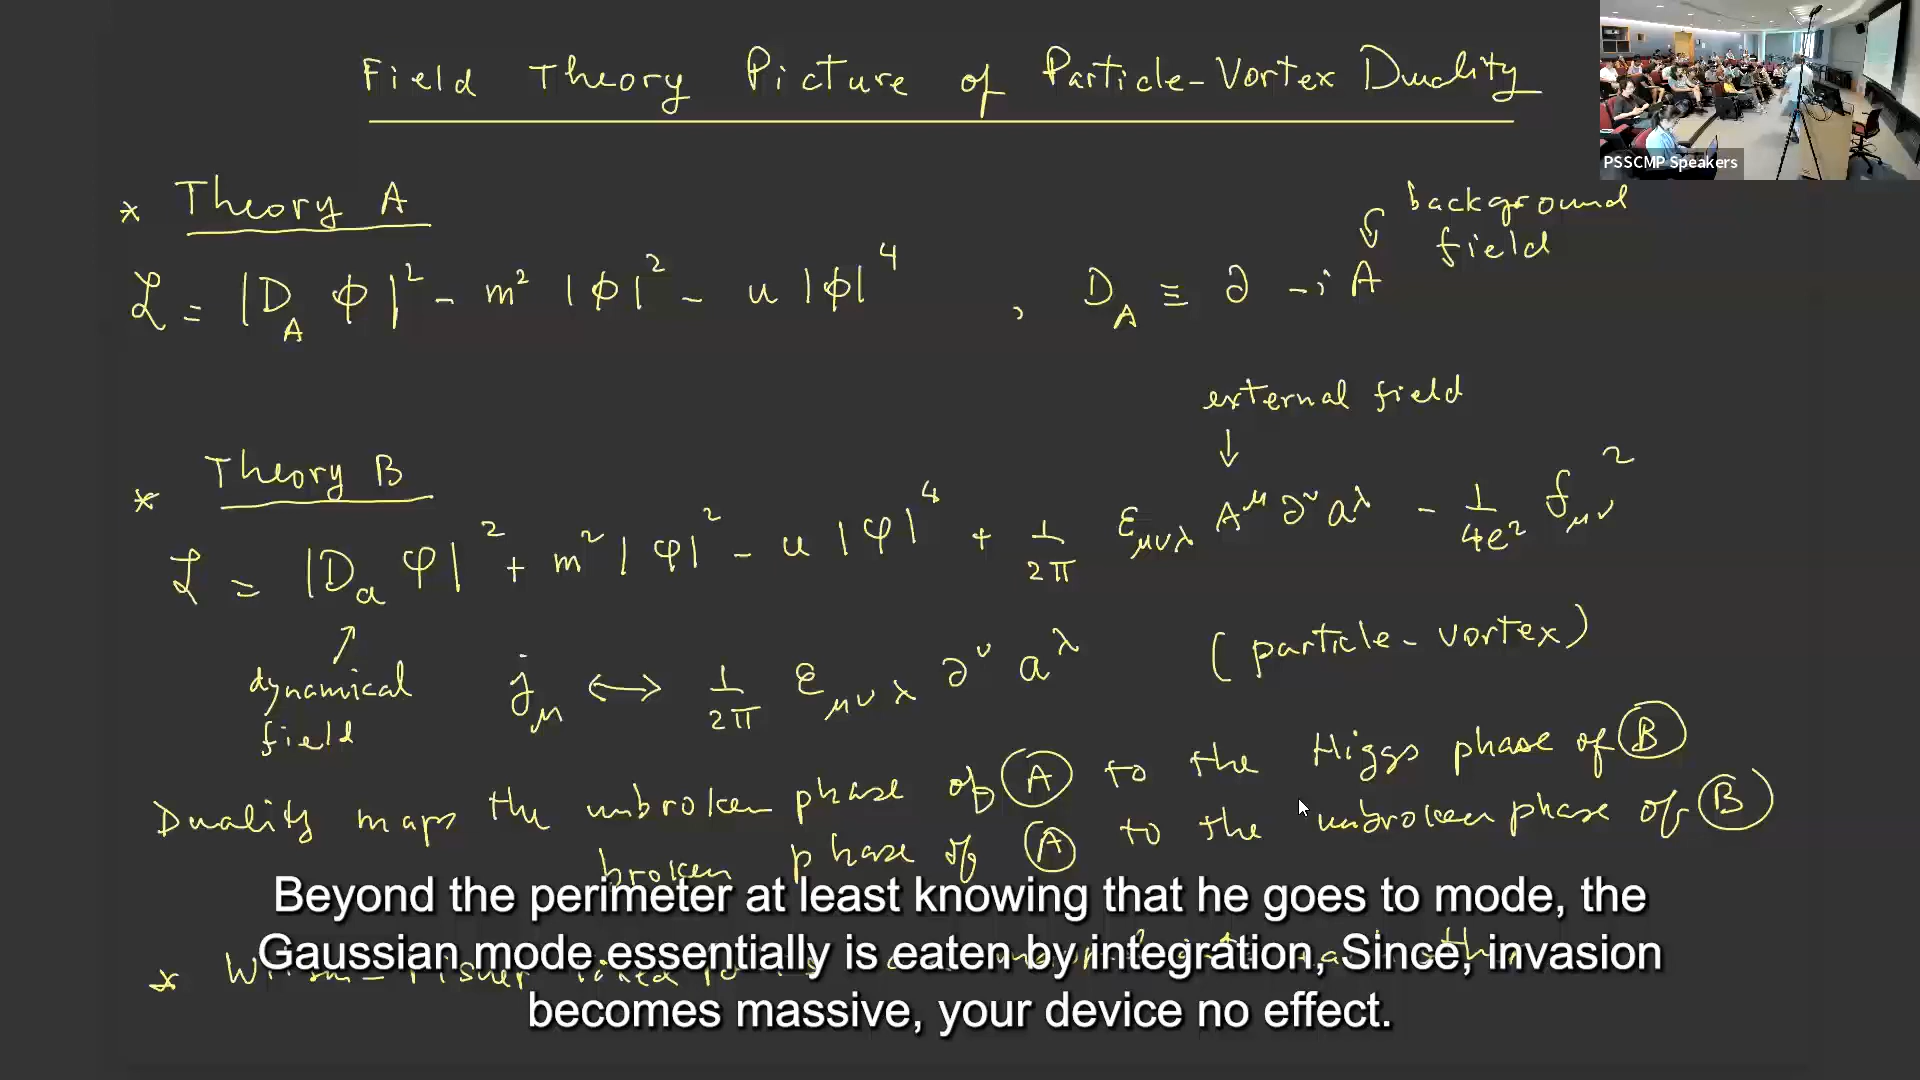 Field Theory Picture of Particle-Vortex Duality
PSSCMP Speakers
* Theory A
background field
ℒ = |D_A ϕ|² - m² |ϕ|² - u |ϕ|⁴ , D_A ≡ ∂ - i A
external field
* Theory B
ℒ = |D_a φ|² + m² |φ|² - u |φ|⁴ + 1/2π ε_μνλ A^μ ∂^ν a^λ - 1/4e² f_μν²
dynamical field
j_μ ↔ 1/2π ε_μνλ ∂^ν a^λ (particle-vortex)
Duality maps the unbroken phase of Ⓐ to the Higgs phase of Ⓑ
broken phase of Ⓐ to the unbroken phase of Ⓑ
Beyond the perimeter at least knowing that he goes to mode, the
Gaussian mode essentially is eaten by integration, Since, invasion
becomes massive, your device no effect.